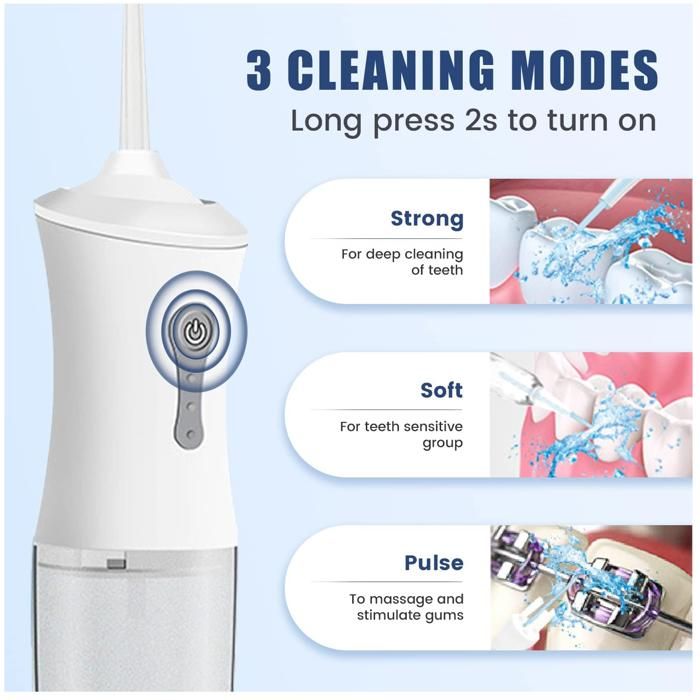 3 CLEANING MODES
Long press 2s to turn on
Strong
For deep cleaning
of teeth
Soft
For teeth sensitive
group
Pulse
To massage and
stimulate gums